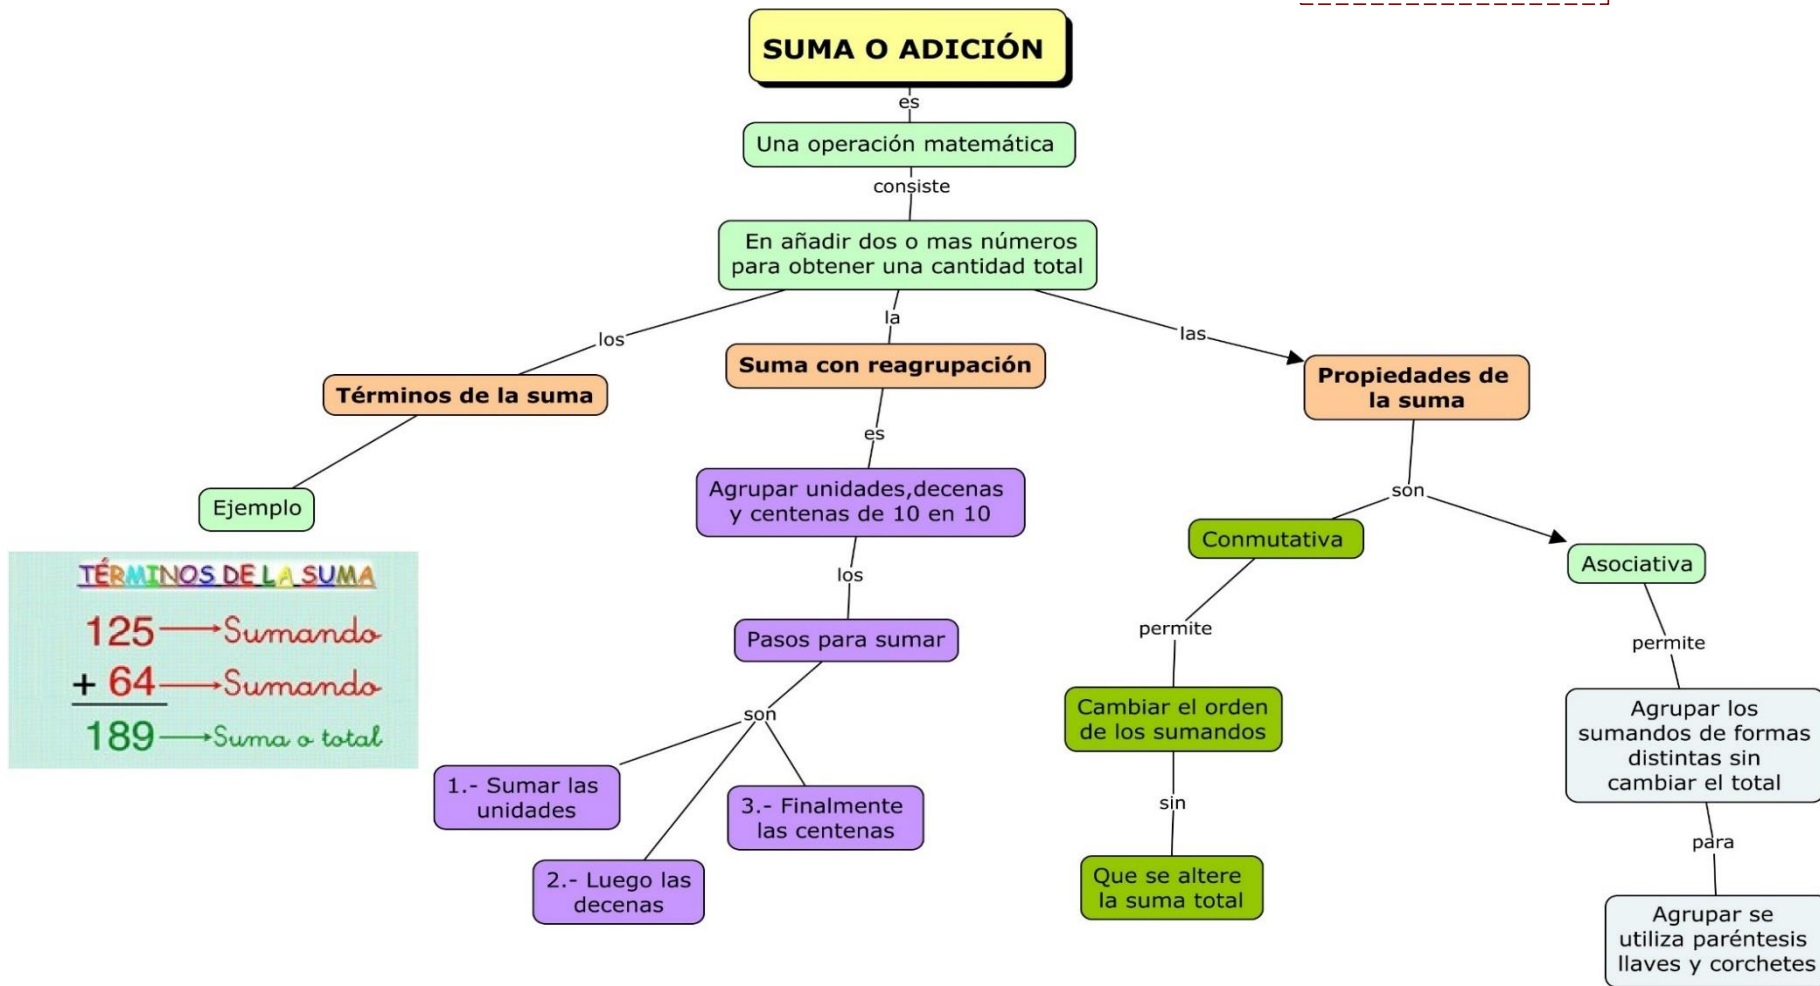 SUMA O ADICIÓN
es
Una operación matemática
consiste
En añadir dos o mas números
para obtener una cantidad total
los
la
las
Términos de la suma
Suma con reagrupación
Propiedades de
la suma
Ejemplo
TÉRMINOS DE LA SUMA
125 Sumando
+ 64 Sumando
189 Suma o total
es
Agrupar unidades,decenas
y centenas de 10 en 10
los
Pasos para sumar
son
1.- Sumar las
unidades
2.- Luego las
decenas
3.- Finalmente
las centenas
son
Conmutativa
permite
Cambiar el orden
de los sumandos
sin
Que se altere
la suma total
Asociativa
permite
Agrupar los
sumandos de formas
distintas sin
cambiar el total
para
Agrupar se
utiliza paréntesis
llaves y corchetes